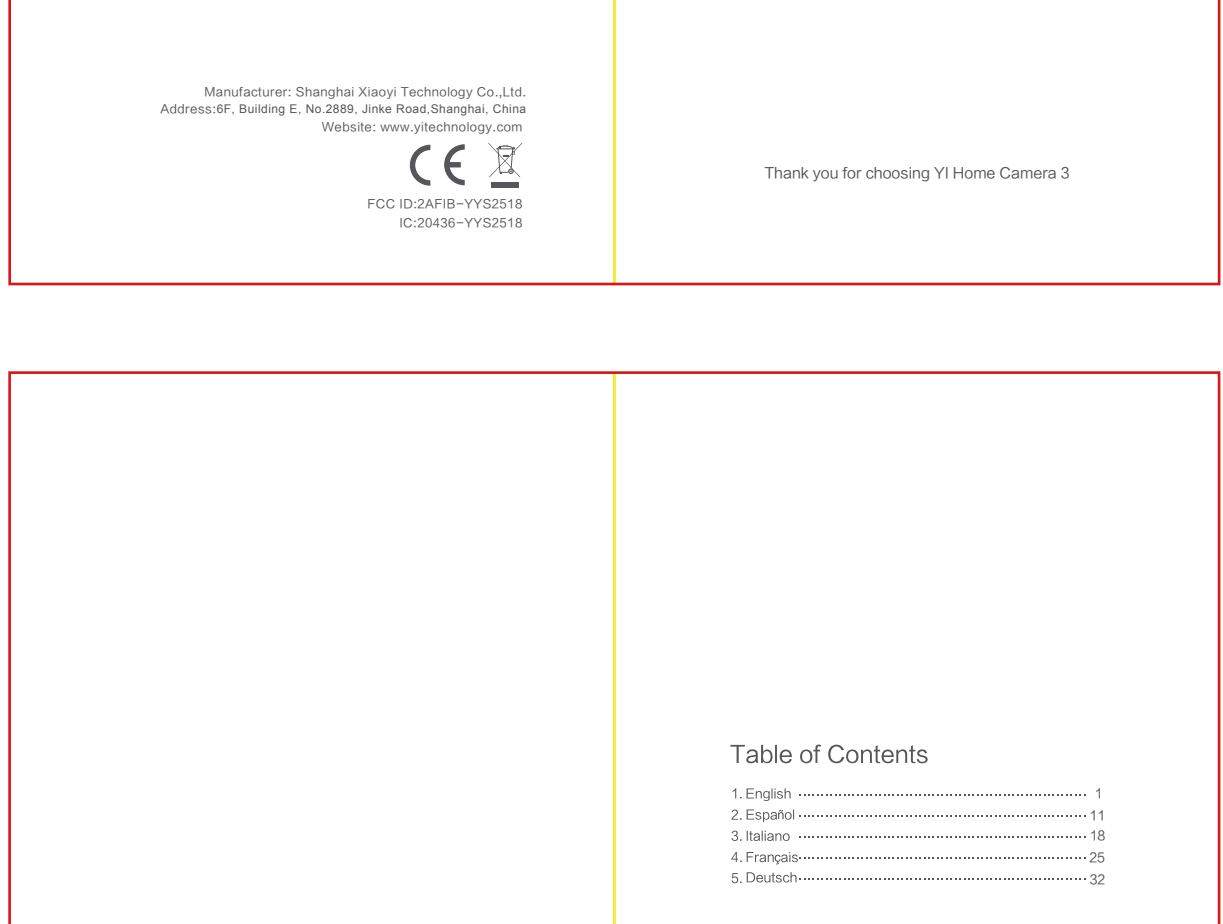 Manufacturer: Shanghai Xiaoyi Technology Co.,Ltd.
Address:6F, Building E, No.2889, Jinke Road,Shanghai, China
Website: www.yitechnology.com
CE
FCC ID:2AFIB-YYS2518
IC:20436-YYS2518
Thank you for choosing YI Home Camera 3
Table of Contents
1. English ................ 1
2. Español ................ 11
3. Italiano ................ 18
4. Français ................ 25
5. Deutsch ................ 32